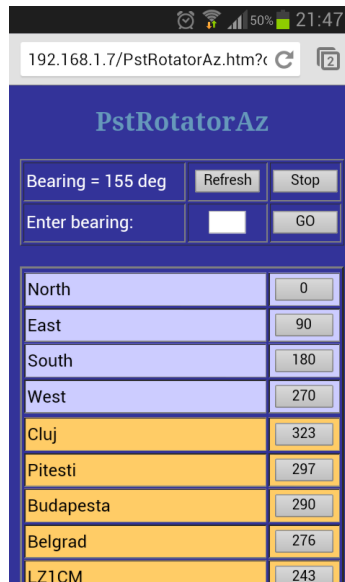 50% 21:47
192.168.1.7/PstRotatorAz.htm?c 2
PstRotatorAz
Bearing = 155 deg Refresh Stop
Enter bearing: GO
North 0
East 90
South 180
West 270
Cluj 323
Pitesti 297
Budapesta 290
Belgrad 276
LZ1CM 243